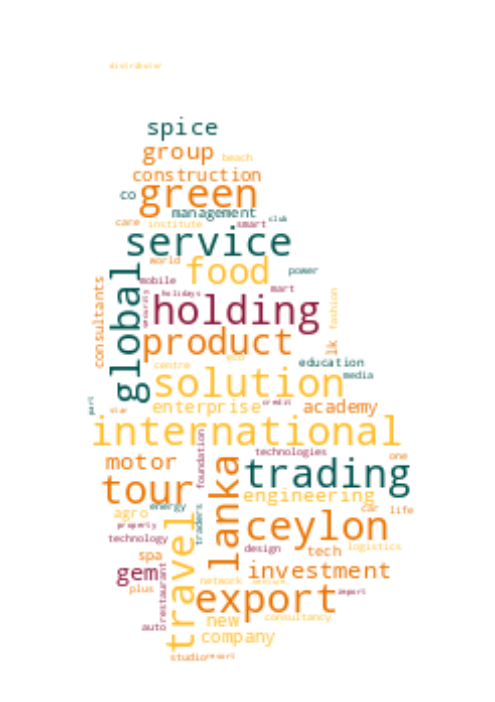 distributor
spice
group beach
construction
co green
management club
care institute smart
service
world food power
global mobile mart
consultants security holidays holding fashion
product lk
centre eco education
solution media
part star enterprise credit academy
international
motor foundation technologies one
tour lanka trading
energy engineering
agro traders ceylon car life
property travel
technology design tech logistics
spa
gem restaurant network investment
plus export import
new consultancy
auto company
studio resort